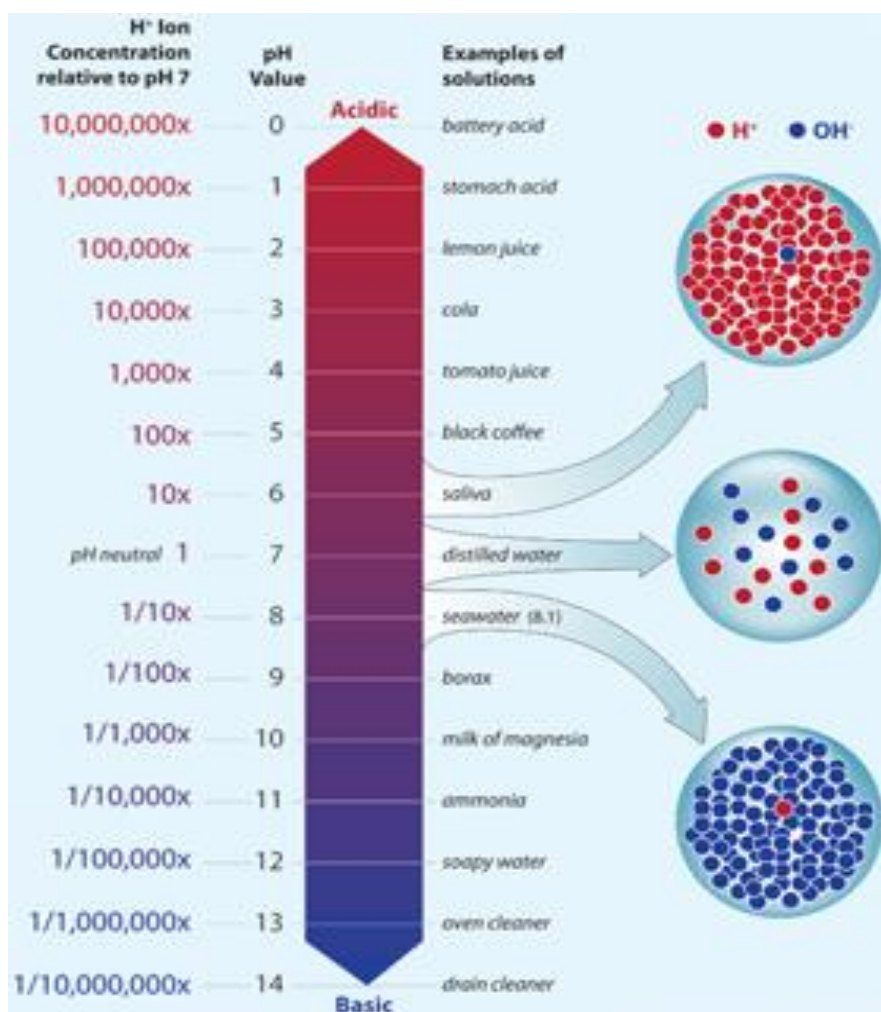 H⁺ Ion
Concentration
relative to pH 7
pH
Value
Examples of
solutions
Acidic
10,000,000x 0 battery acid
H⁺ OH⁻
1,000,000x 1 stomach acid
100,000x 2 lemon juice
10,000x 3 cola
1,000x 4 tomato juice
100x 5 black coffee
10x 6 saliva
pH neutral 1 7 distilled water
1/10x 8 seawater (8.1)
1/100x 9 borax
1/1,000x 10 milk of magnesia
1/10,000x 11 ammonia
1/100,000x 12 soapy water
1/1,000,000x 13 oven cleaner
1/10,000,000x 14 drain cleaner
Basic